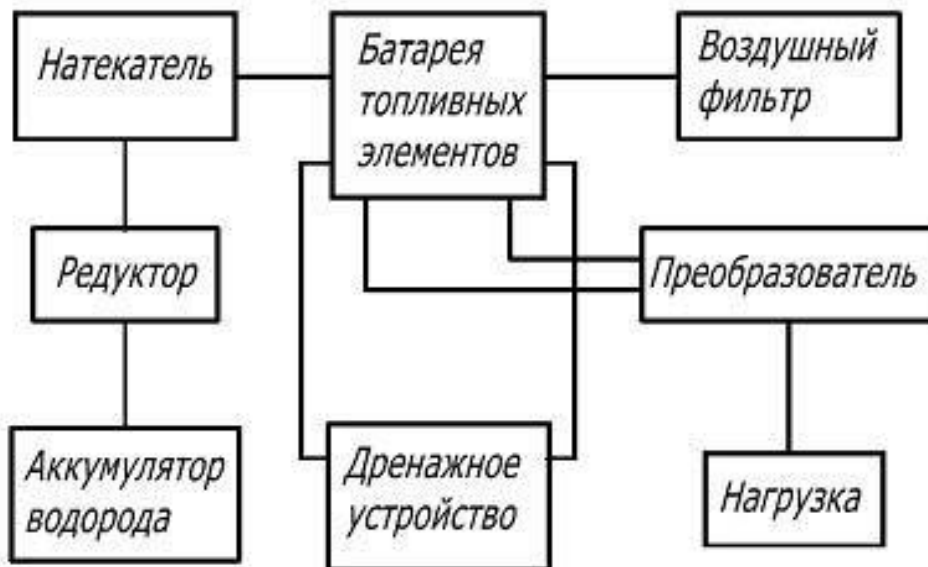 Натекатель
Батарея
топливных
элементов
Воздушный
фильтр
Редуктор
Преобразователь
Аккумулятор
водорода
Дренажное
устройство
Нагрузка